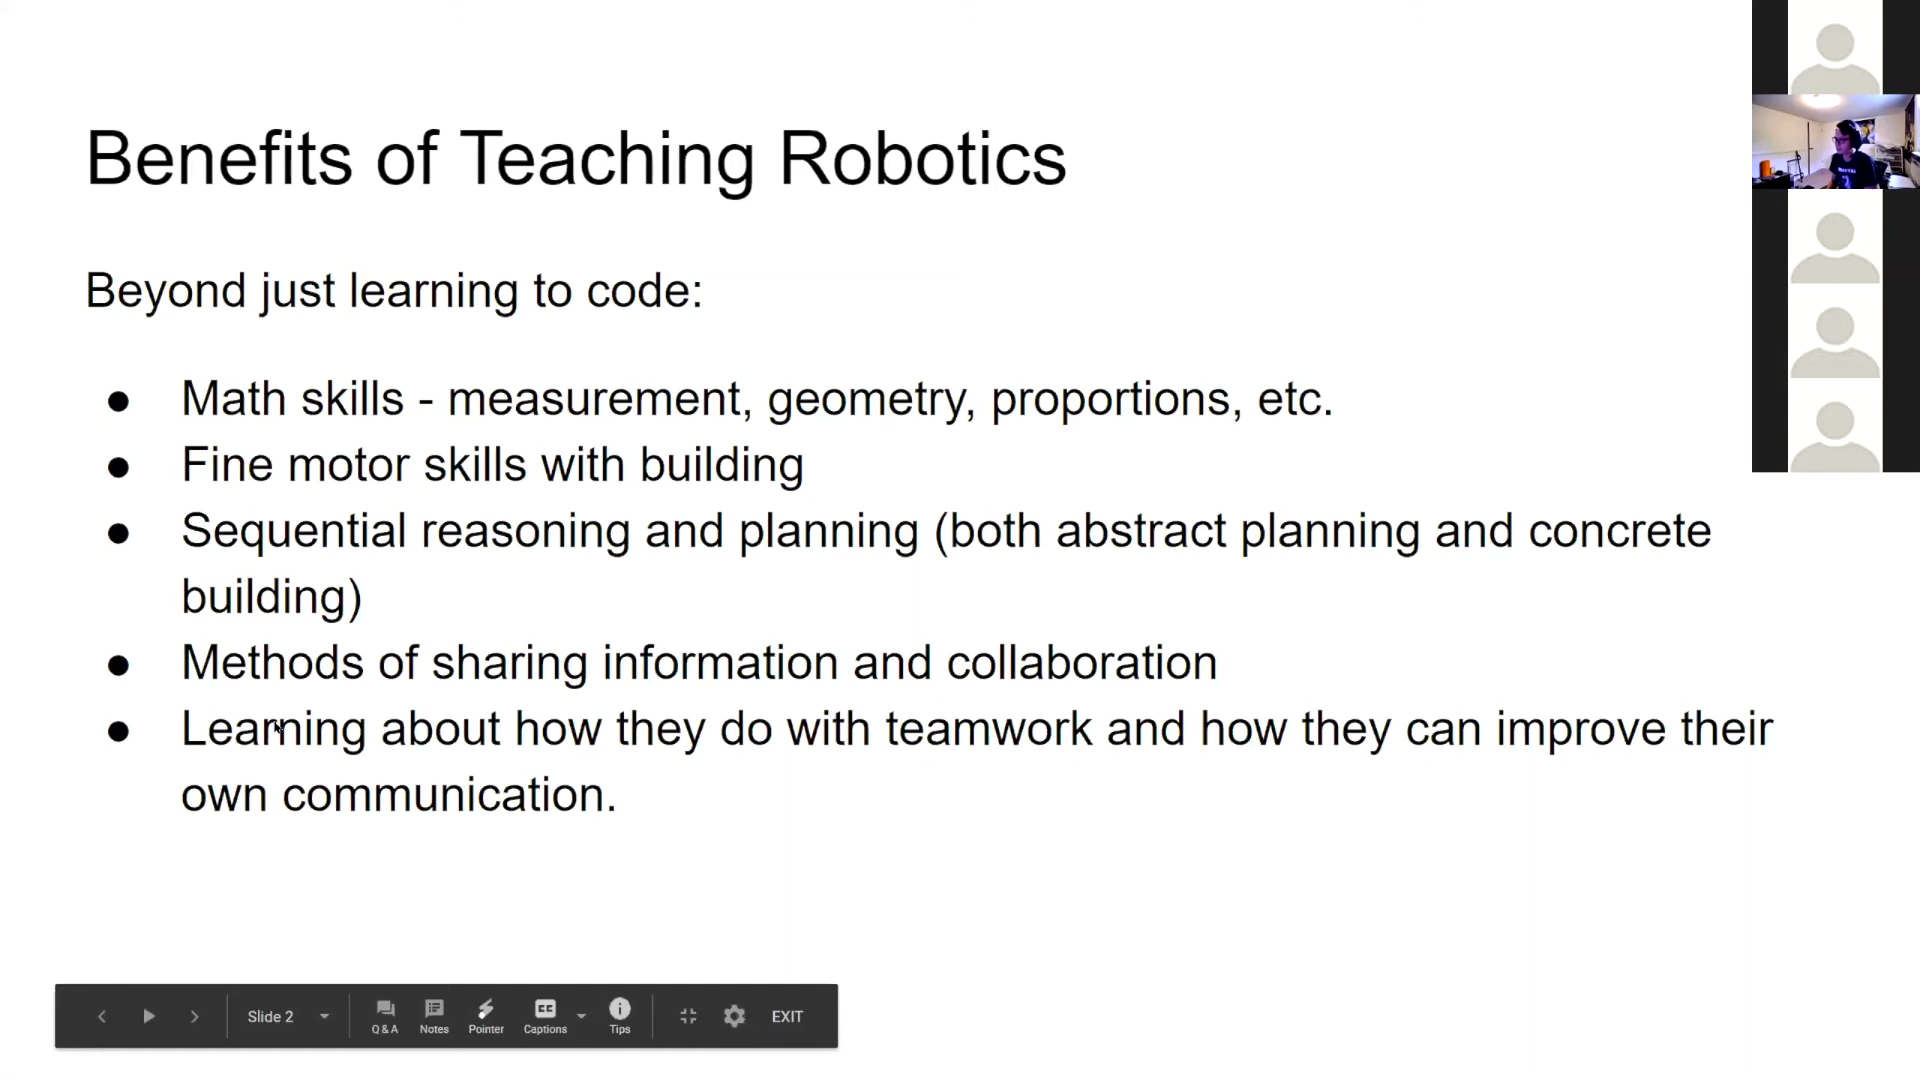 Benefits of Teaching Robotics
Beyond just learning to code:
● Math skills - measurement, geometry, proportions, etc.
● Fine motor skills with building
● Sequential reasoning and planning (both abstract planning and concrete
building)
● Methods of sharing information and collaboration
● Learning about how they do with teamwork and how they can improve their
own communication.
Slide 2
Q & A
Notes
Pointer
CC
Captions
Tips
EXIT